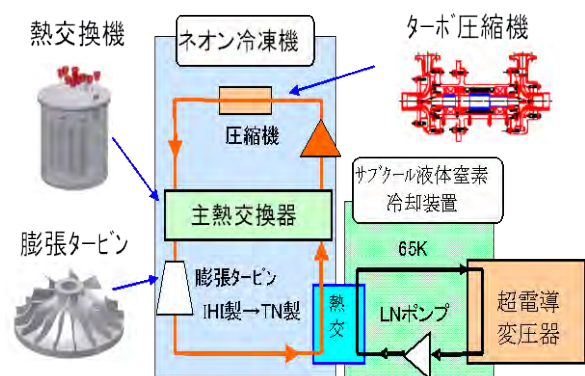 熱交換機
ネオン冷凍機
ターボ圧縮機
圧縮機
サブクール液体窒素
冷却装置
主熱交換器
65K
膨張タービン
膨張タービン
IHI製→TN製
熱
交
LNポンプ
超電導
変圧器